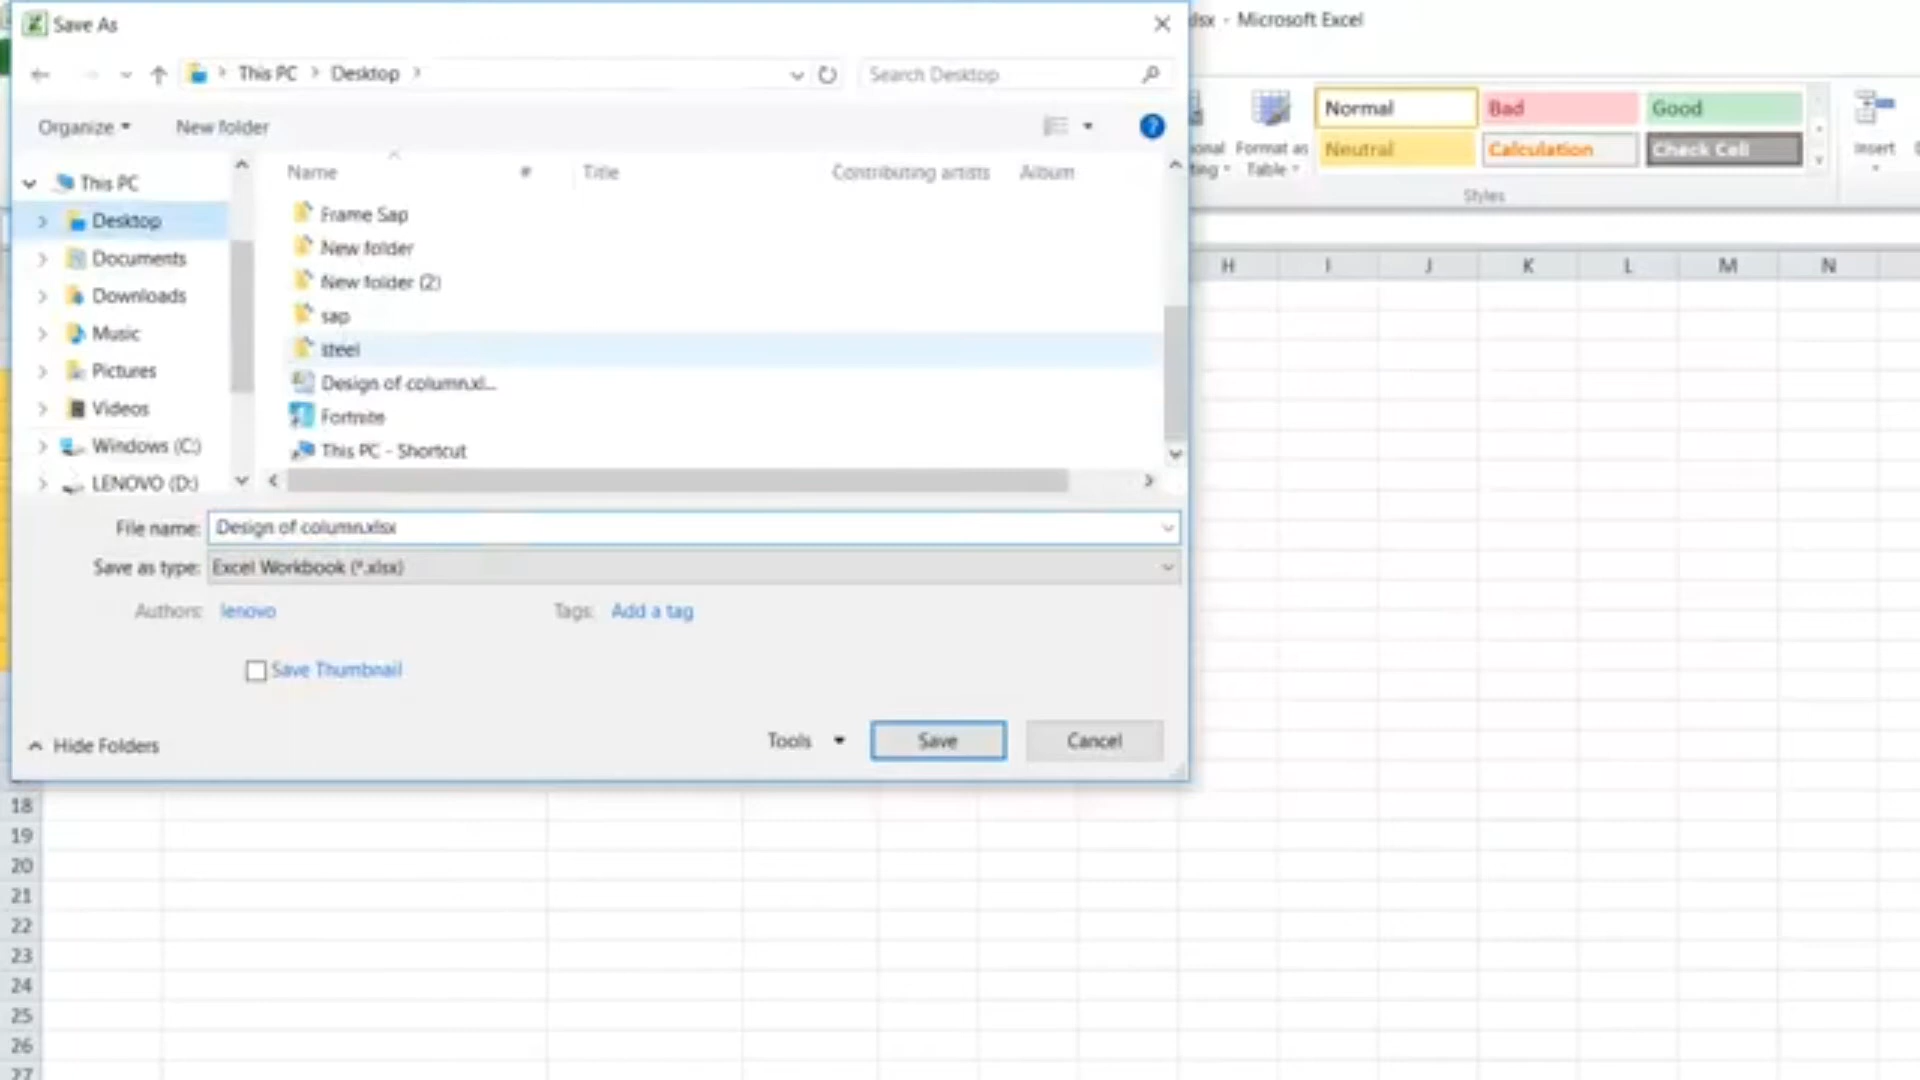 Save As
lsx - Microsoft Excel
This PC > Desktop >
Search Desktop
Organize
New folder
Normal
Bad
Good
Format as Table
Neutral
Calculation
Check Cell
Insert
Styles
This PC
Desktop
Documents
Downloads
Music
Pictures
Videos
Windows (C:)
LENOVO (D:)
Name
#
Title
Contributing artists
Album
Frame Sap
New folder
New folder (2)
sap
steel
Design of column.xl...
Fortnite
This PC - Shortcut
H I J K L M N
File name: Design of column.xlsx
Save as type: Excel Workbook (*.xlsx)
Authors: lenovo
Tags: Add a tag
Save Thumbnail
Hide Folders
Tools
Save
Cancel
18
19
20
21
22
23
24
25
26
27